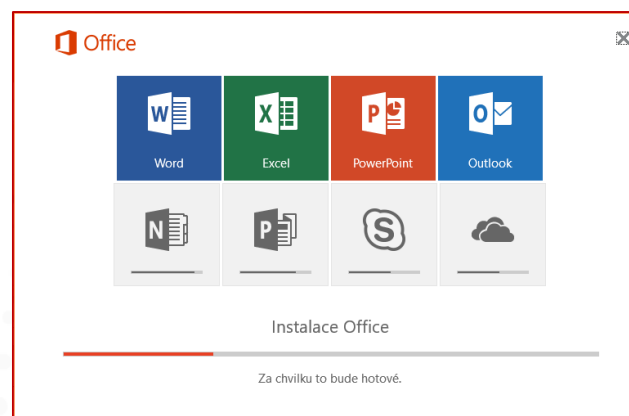 Office
Word Excel PowerPoint Outlook
N P S
Instalace Office
Za chvilku to bude hotové.